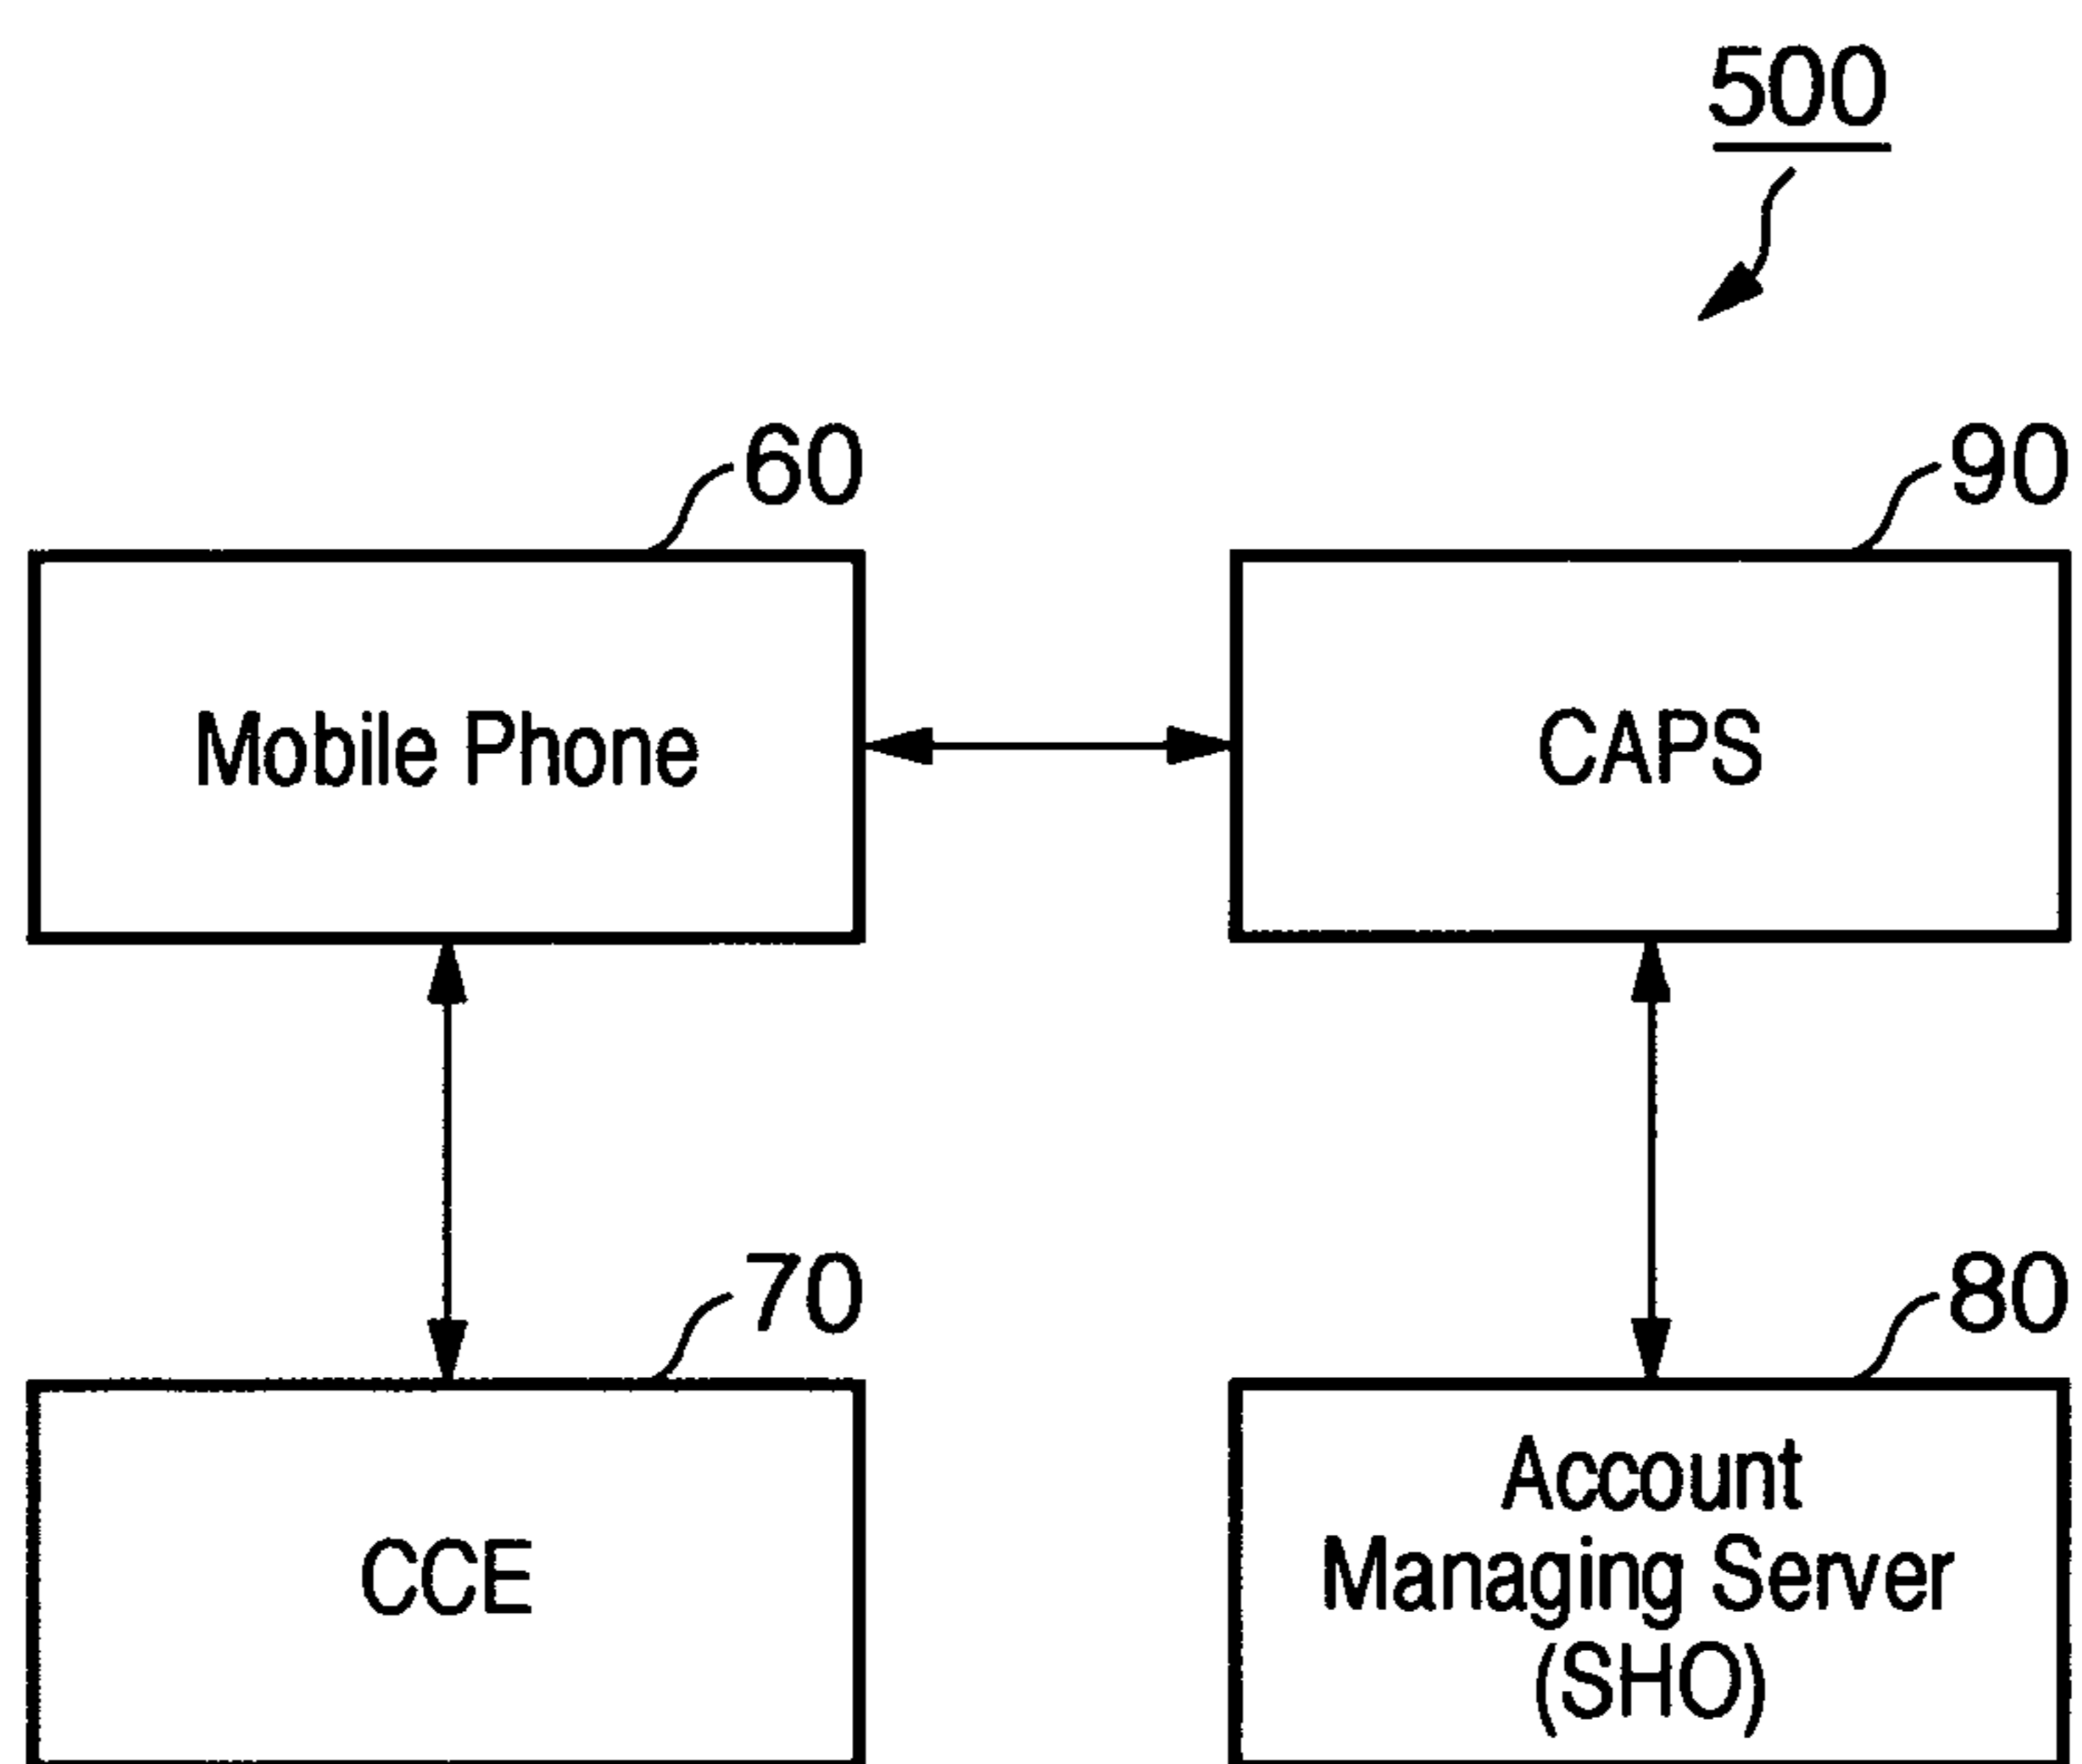 500
60
90
Mobile Phone
CAPS
70
80
CCE
Account
Managing Server
(SHO)